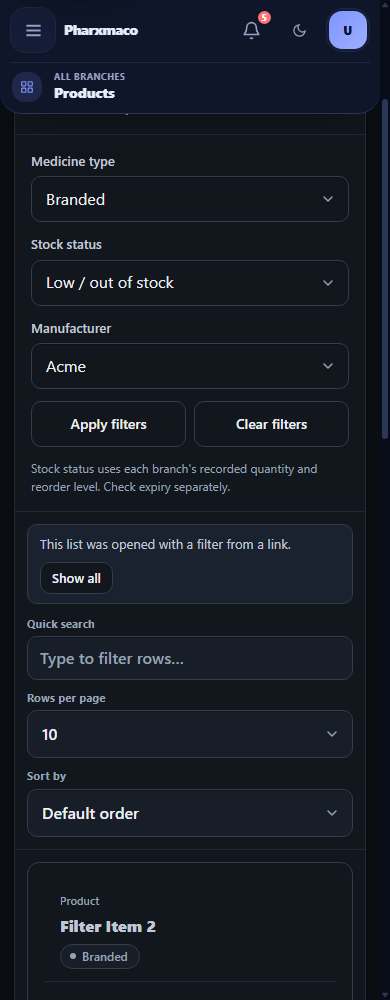 Pharxmaco
5
U
ALL BRANCHES
Products
Medicine type
Branded
Stock status
Low / out of stock
Manufacturer
Acme
Apply filters
Clear filters
Stock status uses each branch's recorded quantity and
reorder level. Check expiry separately.
This list was opened with a filter from a link.
Show all
Quick search
Type to filter rows...
Rows per page
10
Sort by
Default order
Product
Filter Item 2
Branded